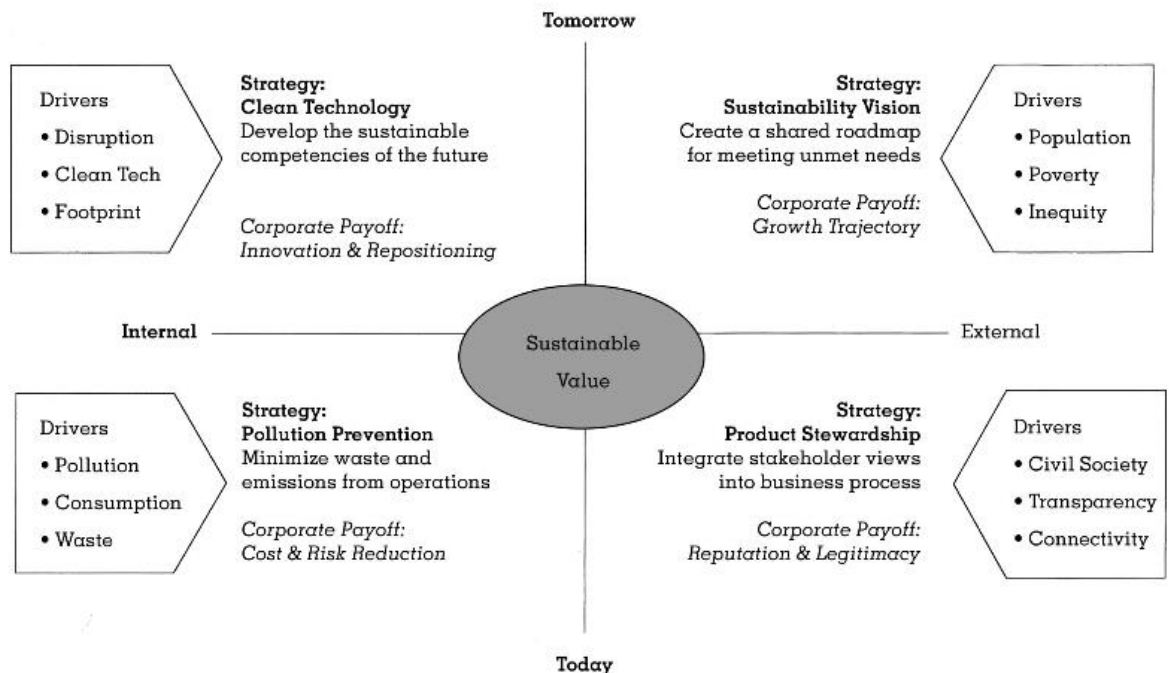 Tomorrow
Drivers
• Disruption
• Clean Tech
• Footprint
Strategy:
Clean Technology
Develop the sustainable
competencies of the future
Corporate Payoff:
Innovation & Repositioning
Strategy:
Sustainability Vision
Create a shared roadmap
for meeting unmet needs
Corporate Payoff:
Growth Trajectory
Drivers
• Population
• Poverty
• Inequity
Internal
Sustainable
Value
External
Drivers
• Pollution
• Consumption
• Waste
Strategy:
Pollution Prevention
Minimize waste and
emissions from operations
Corporate Payoff:
Cost & Risk Reduction
Strategy:
Product Stewardship
Integrate stakeholder views
into business process
Corporate Payoff:
Reputation & Legitimacy
Drivers
• Civil Society
• Transparency
• Connectivity
Today